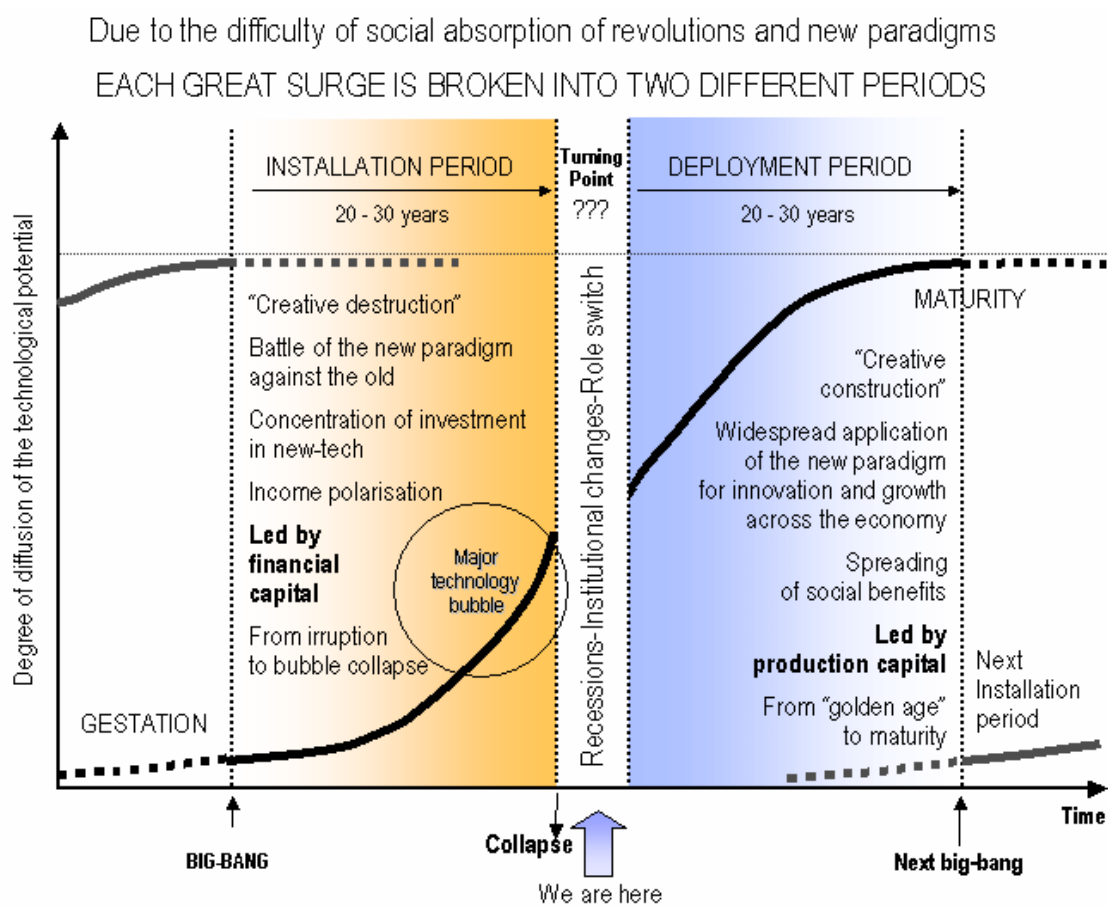 Due to the difficulty of social absorption of revolutions and new paradigms
EACH GREAT SURGE IS BROKEN INTO TWO DIFFERENT PERIODS
Degree of diffusion of the technological potential
INSTALLATION PERIOD
20 - 30 years
Turning
Point
???
DEPLOYMENT PERIOD
20 - 30 years
"Creative destruction"
Battle of the new paradigm
against the old
Concentration of investment
in new-tech
Income polarisation
Led by
financial
capital
From irruption
to bubble collapse
Major
technology
bubble
GESTATION
Recessions-Institutional changes-Role switch
MATURITY
"Creative
construction"
Widespread application
of the new paradigm
for innovation and growth
across the economy
Spreading
of social benefits
Led by
production capital
From "golden age"
to maturity
Next
Installation
period
Time
BIG-BANG
Collapse
We are here
Next big-bang